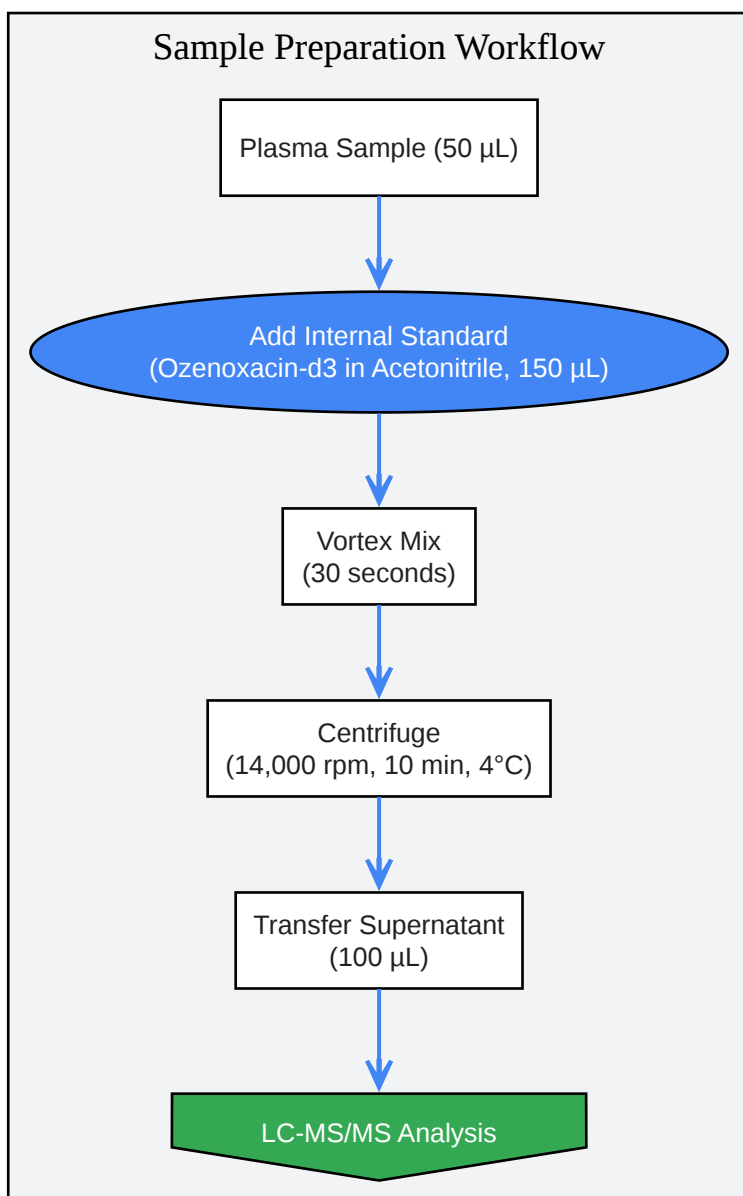 Sample Preparation Workflow
Plasma Sample (50 µL)
Add Internal Standard
(Ozenoxacin-d3 in Acetonitrile, 150 µL)
Vortex Mix
(30 seconds)
Centrifuge
(14,000 rpm, 10 min, 4°C)
Transfer Supernatant
(100 µL)
LC-MS/MS Analysis